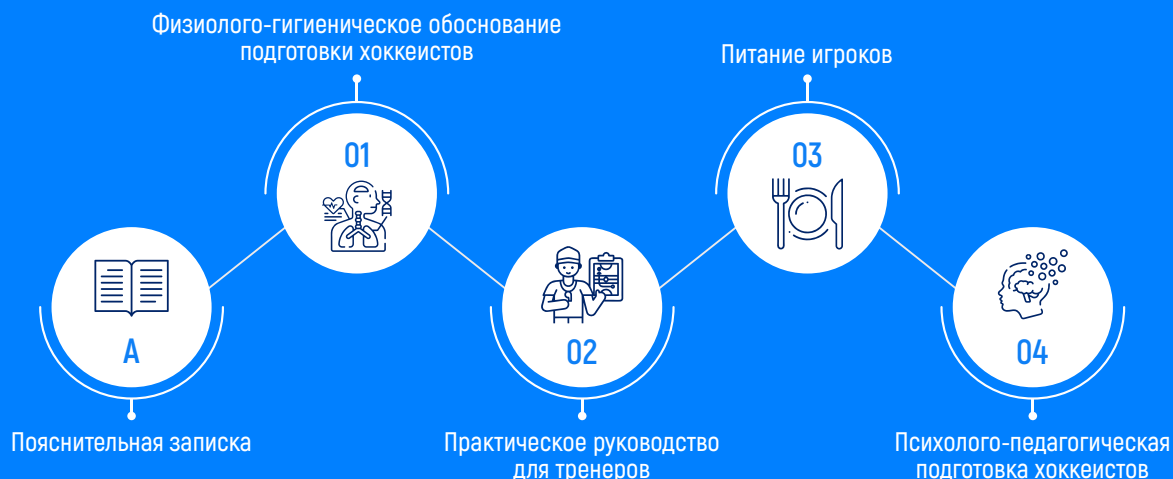 Физиолого-гигиеническое обоснование
подготовки хоккеистов
Питание игроков
01
03
A
02
04
Пояснительная записка
Практическое руководство
для тренеров
Психолого-педагогическая
подготовка хоккеистов